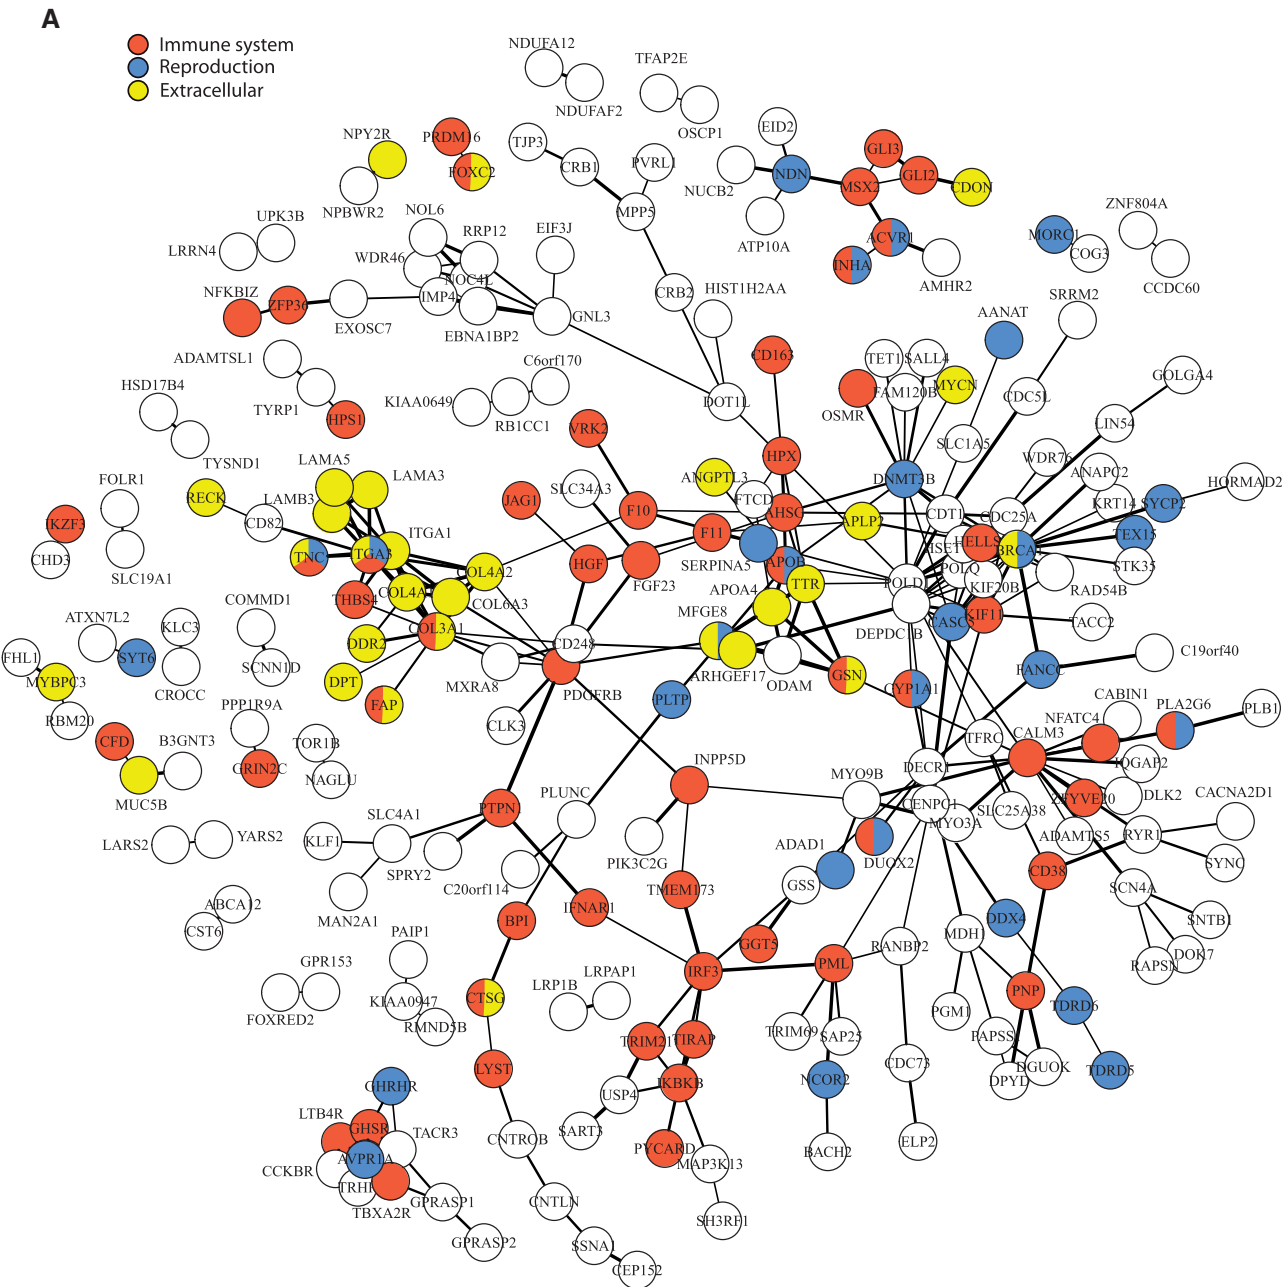 A
Immune system
Reproduction
Extracellular
NDUFA12
NDUFAF2
TFAP2E
OSCP1
NPY2R
NPBWR2
PRDM16
FOXC2
TJP3
CRB1
PVRL1
MPP5
EID2
NUCB2
NDN
ATP10A
GLI3
MSX2
GLI2
CDON
ACVR1
INHA
AMHR2
MORC1
COG3
ZNF804A
CCDC60
UPK3B
LRRN4
NOL6
RRP12
WDR46
NOC4L
IMP4
EBNA1BP2
EIF3J
GNL3
NFKBIZ
ZFP36
EXOSC7
CRB2
HIST1H2AA
DOT1L
ADAMTSL1
TYRP1
HPS1
C6orf170
KIAA0649
RB1CC1
HSD17B4
TYSND1
CD163
HPX
AANAT
SRRM2
TET1
SALL4
FAM120B
MYCN
OSMR
CDC5L
SLC1A5
GOLGA4
LIN54
WDR76
ANAPC2
KRT14
SYCP2
HORMAD2
TEX15
STK35
VRK2
SLC34A3
JAG1
F10
F11
ANGPTL3
FTCD
AHSG
APLP2
DNMT3B
CDT1
CDC25A
HELLS
BRCA1
POLQ
KIF20B
RAD54B
KIF11
TACC2
DEPDC1B
FANCC
C19orf40
LAMA5
LAMA3
LAMB3
RECK
CD82
ITGA1
TNC
THBS4
COL4A2
COL6A3
COL3A1
DDR2
DPT
FAP
MXRA8
CD248
PDGFRB
CLK3
HGF
FGF23
SERPINA5
APOB
APOA4
TTR
MFGE8
ARHGEF17
ODAM
GSN
PLTP
CYP1A1
FOLR1
SLC19A1
IKZF3
CHD3
ATXN7L2
SYT6
KLC3
CROCC
COMMD1
SCNN1D
FHL1
MYBPC3
RBM20
CFD
B3GNT3
MUC5B
PPP1R9A
GRIN2C
TOR1B
NAGLU
LARS2
YARS2
ABCA12
CST6
KLF1
SLC4A1
MAN2A1
SPRY2
PTPN1
PLUNC
C20orf114
BPI
IFNAR1
INPP5D
PIK3C2G
TMEM173
TFRC
CALM3
NFATC4
CABIN1
PLA2G6
PLB1
IQGAP2
DLK2
ZFYVE20
ADAMTS5
RYR1
CACNA2D1
SYNC
SCN4A
SNTB1
DOK7
RAPSN
DECR1
MYO9B
CENPC1
MYO3A
SLC25A38
ADAD1
DUOX2
GSS
GGT5
CD38
DDX4
MDH1
RANBP2
PML
IRF3
PNP
TDRD6
TDRD5
PGM1
PAPSS
DPYD
DGUOK
TRIM69
SAP25
NCOR2
BACH2
CDC73
ELP2
GPR153
FOXRED2
PAIP1
KIAA0947
RMND5B
LRP1B
LRPAP1
CTSG
LYST
CNTROB
CNTLN
SSNA1
CEP152
TRIM21
TIRAP
USP4
IKBKB
SART3
PYCARD
MAP3K13
SH3RF1
GHRHR
LTB4R
GHSR
TACR3
AVPR1A
CCKBR
TBXA2R
GPRASP1
GPRASP2